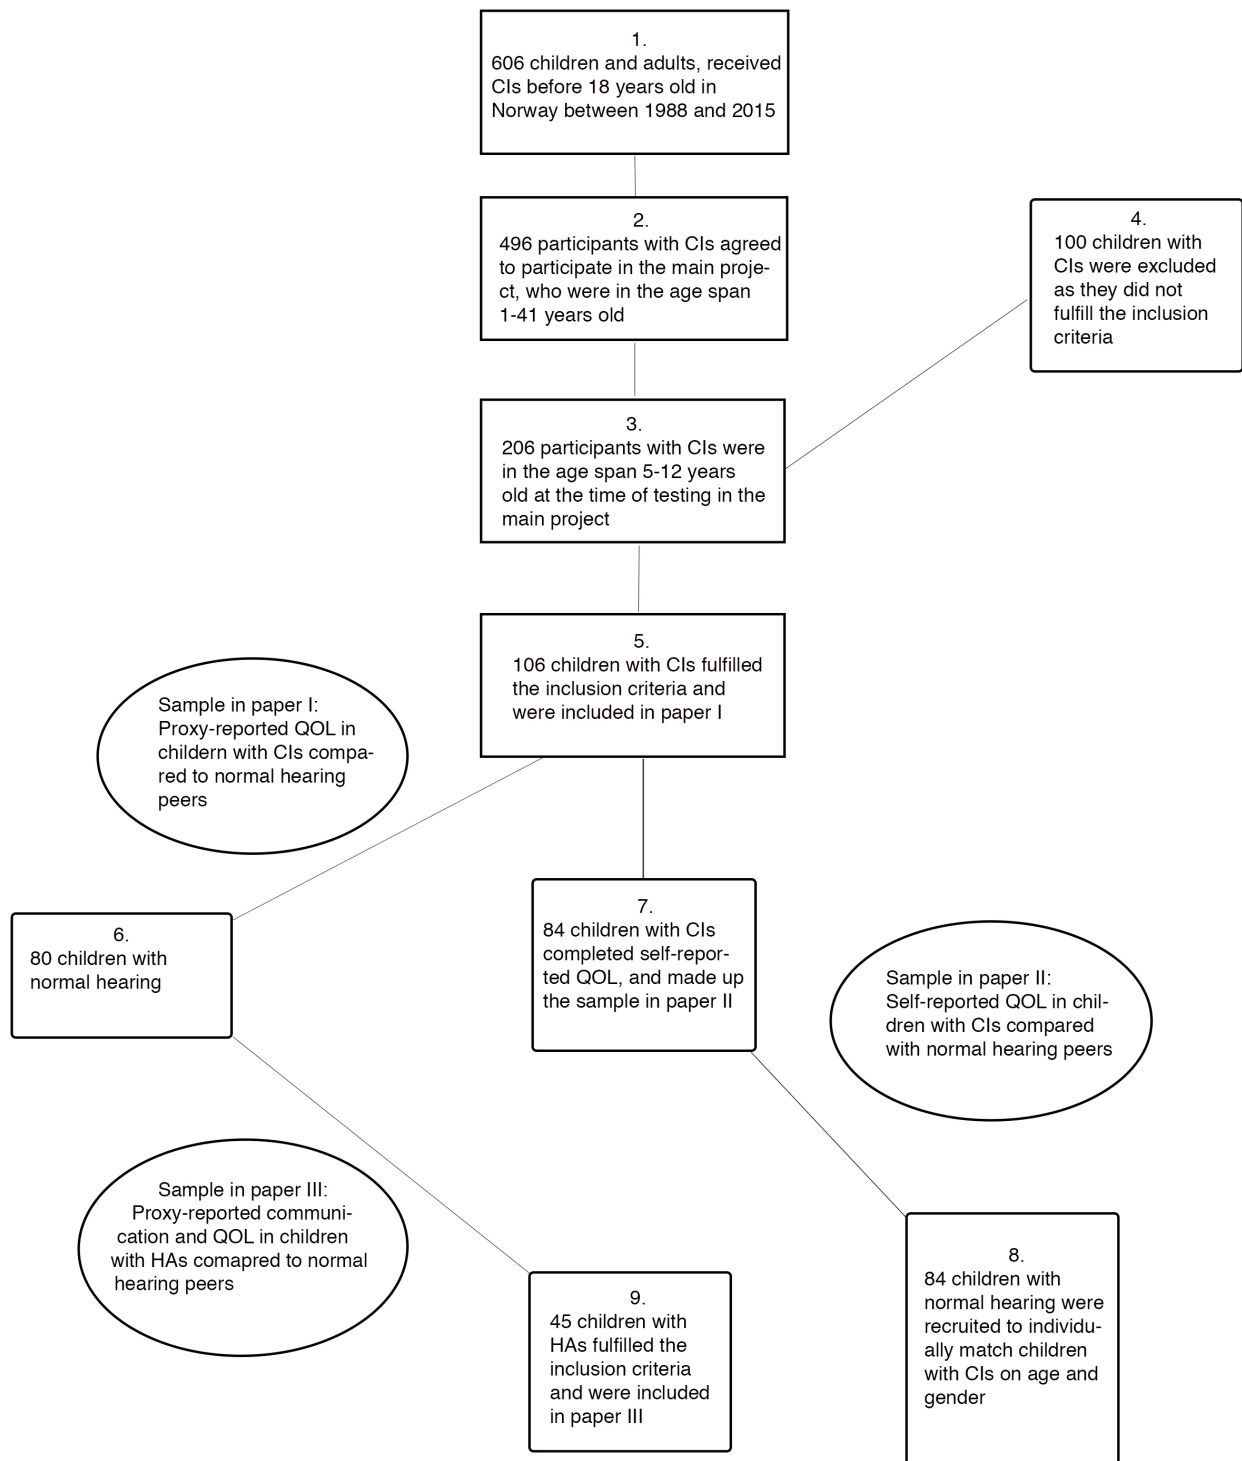 1.
606 children and adults, received
CIs before 18 years old in
Norway between 1988 and 2015
2.
496 participants with CIs agreed
to participate in the main proje-
ct, who were in the age span
1-41 years old
4.
100 children with
CIs were excluded
as they did not
fulfill the inclusion
criteria
3.
206 participants with CIs were
in the age span 5-12 years
old at the time of testing in the
main project
5.
106 children with CIs fulfilled
the inclusion criteria and
were included in paper I
Sample in paper I:
Proxy-reported QOL in
childern with CIs compa-
red to normal hearing
peers
6.
80 children with
normal hearing
7.
84 children with CIs
completed self-repor-
ted QOL, and made up
the sample in paper II
Sample in paper II:
Self-reported QOL in chil-
dren with CIs compared
with normal hearing peers
Sample in paper III:
Proxy-reported communi-
cation and QOL in children
with HAs comapred to normal
hearing peers
8.
84 children with
normal hearing were
recruited to individu-
ally match children
with CIs on age and
gender
9.
45 children with
HAs fulfilled the
inclusion criteria
and were included
in paper III